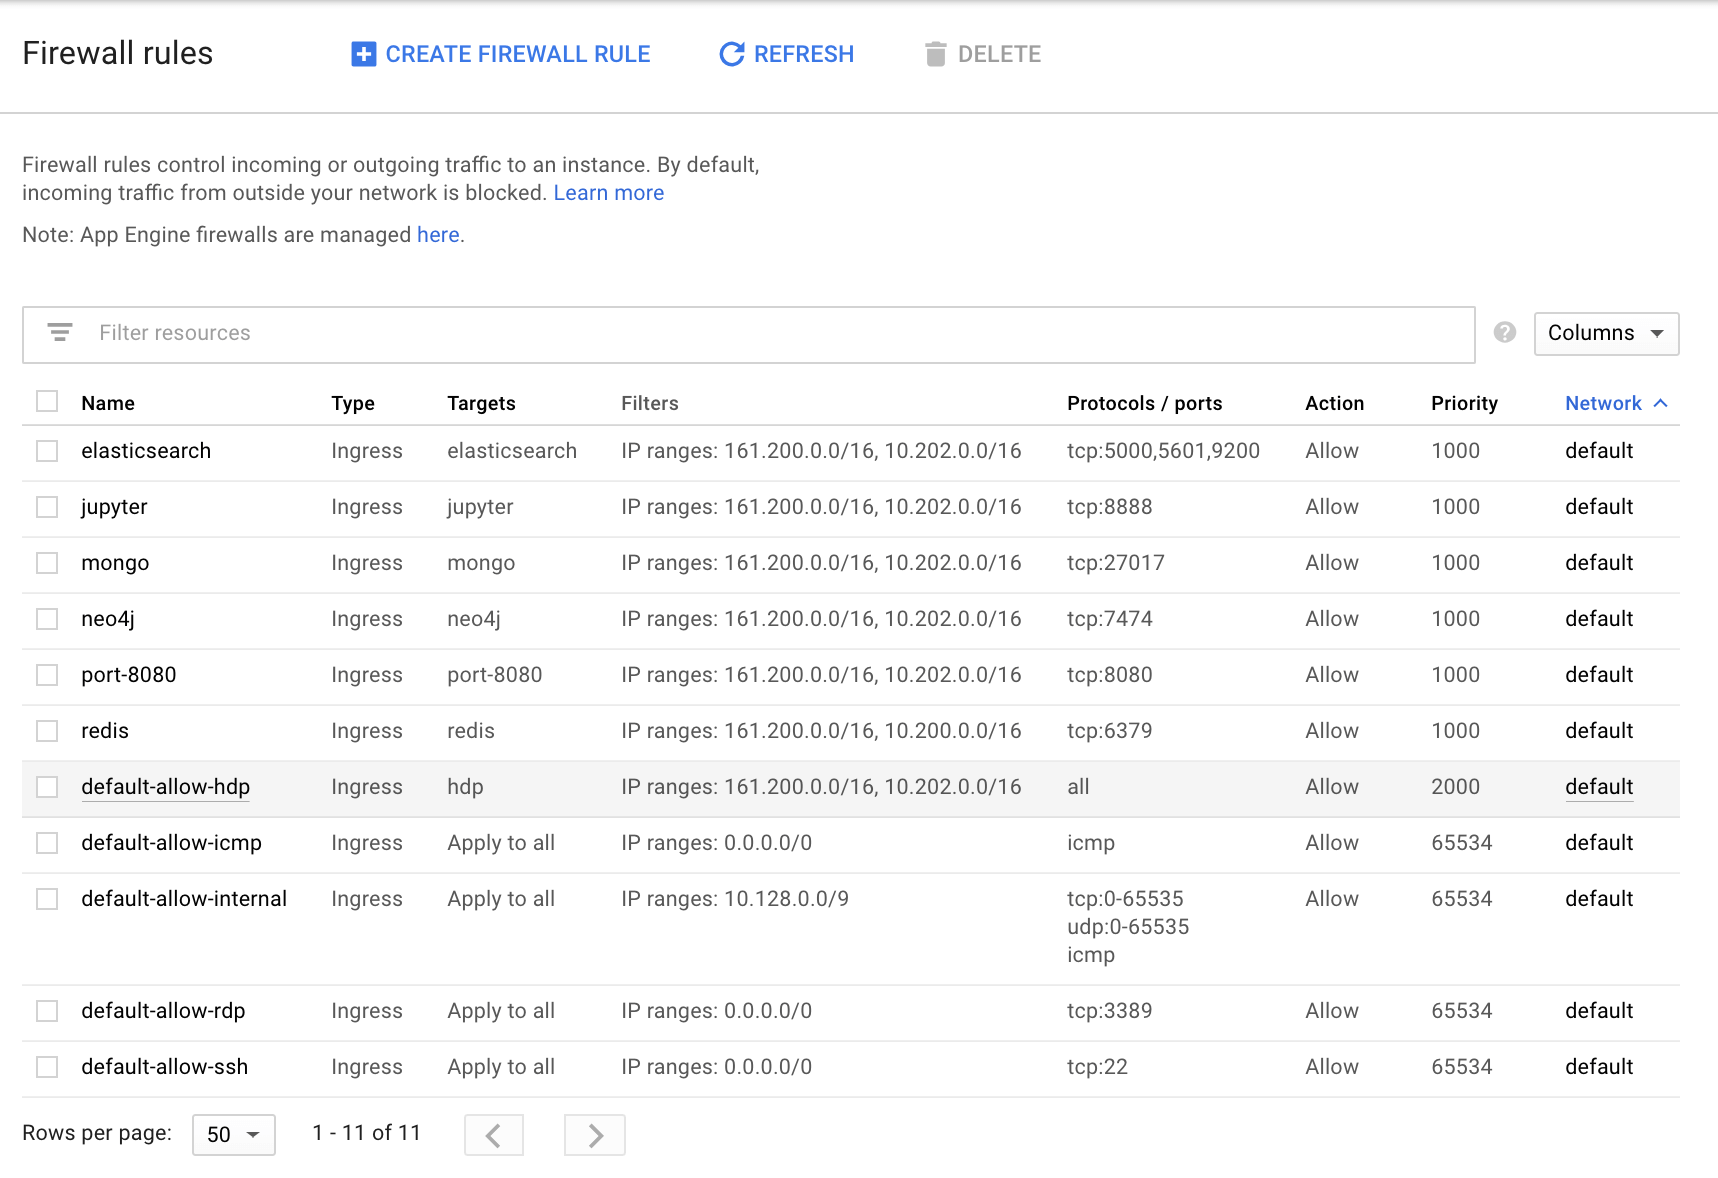 Firewall rules CREATE FIREWALL RULE REFRESH DELETE
Firewall rules control incoming or outgoing traffic to an instance. By default,
incoming traffic from outside your network is blocked. Learn more
Note: App Engine firewalls are managed here.
Filter resources ? Columns
Name Type Targets Filters Protocols / ports Action Priority Network
elasticsearch Ingress elasticsearch IP ranges: 161.200.0.0/16, 10.202.0.0/16 tcp:5000,5601,9200 Allow 1000 default
jupyter Ingress jupyter IP ranges: 161.200.0.0/16, 10.202.0.0/16 tcp:8888 Allow 1000 default
mongo Ingress mongo IP ranges: 161.200.0.0/16, 10.202.0.0/16 tcp:27017 Allow 1000 default
neo4j Ingress neo4j IP ranges: 161.200.0.0/16, 10.202.0.0/16 tcp:7474 Allow 1000 default
port-8080 Ingress port-8080 IP ranges: 161.200.0.0/16, 10.202.0.0/16 tcp:8080 Allow 1000 default
redis Ingress redis IP ranges: 161.200.0.0/16, 10.200.0.0/16 tcp:6379 Allow 1000 default
default-allow-hdp Ingress hdp IP ranges: 161.200.0.0/16, 10.202.0.0/16 all Allow 2000 default
default-allow-icmp Ingress Apply to all IP ranges: 0.0.0.0/0 icmp Allow 65534 default
default-allow-internal Ingress Apply to all IP ranges: 10.128.0.0/9 tcp:0-65535 Allow 65534 default
udp:0-65535
icmp
default-allow-rdp Ingress Apply to all IP ranges: 0.0.0.0/0 tcp:3389 Allow 65534 default
default-allow-ssh Ingress Apply to all IP ranges: 0.0.0.0/0 tcp:22 Allow 65534 default
Rows per page: 50 1 - 11 of 11